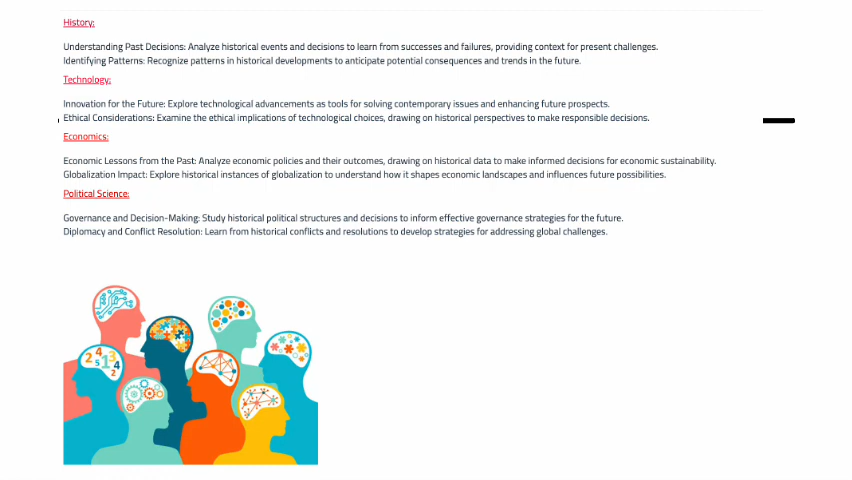 History:
Understanding Past Decisions: Analyze historical events and decisions to learn from successes and failures, providing context for present challenges.
Identifying Patterns: Recognize patterns in historical developments to anticipate potential consequences and trends in the future.
Technology:
Innovation for the Future: Explore technological advancements as tools for solving contemporary issues and enhancing future prospects.
Ethical Considerations: Examine the ethical implications of technological choices, drawing on historical perspectives to make responsible decisions.
Economics:
Economic Lessons from the Past: Analyze economic policies and their outcomes, drawing on historical data to make informed decisions for economic sustainability.
Globalization Impact: Explore historical instances of globalization to understand how it shapes economic landscapes and influences future possibilities.
Political Science:
Governance and Decision-Making: Study historical political structures and decisions to inform effective governance strategies for the future.
Diplomacy and Conflict Resolution: Learn from historical conflicts and resolutions to develop strategies for addressing global challenges.
2 4 5 1 3 4 2